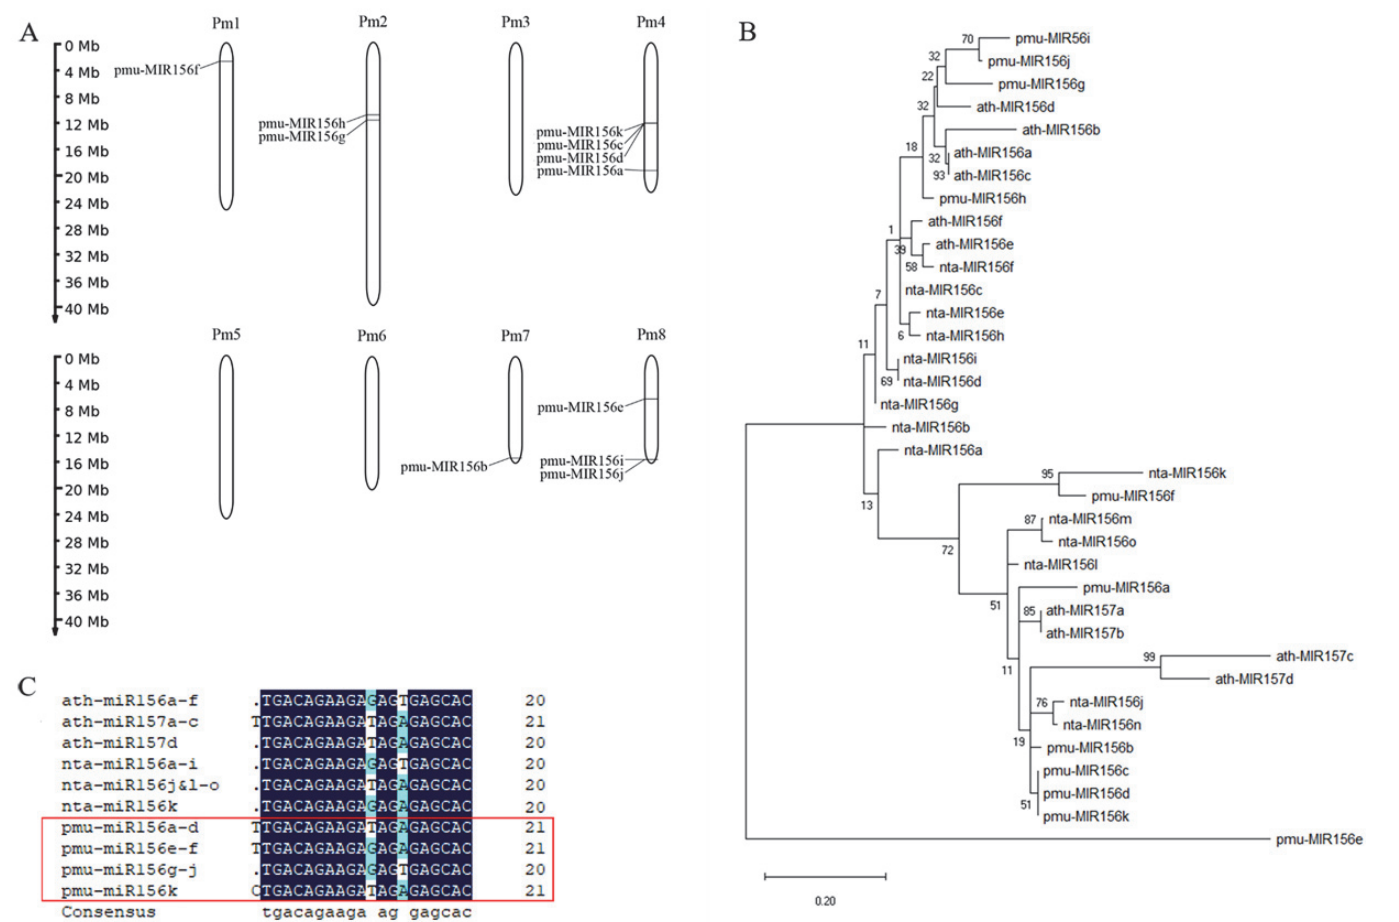 A
Pm1
Pm2
Pm3
Pm4
0 Mb
4 Mb
8 Mb
12 Mb
16 Mb
20 Mb
24 Mb
28 Mb
32 Mb
36 Mb
40 Mb
pmu-MIR156f
pmu-MIR156h
pmu-MIR156g
pmu-MIR156k
pmu-MIR156c
pmu-MIR156d
pmu-MIR156a
Pm5
Pm6
Pm7
Pm8
0 Mb
4 Mb
8 Mb
12 Mb
16 Mb
20 Mb
24 Mb
28 Mb
32 Mb
36 Mb
40 Mb
pmu-MIR156b
pmu-MIR156e
pmu-MIR156i
pmu-MIR156j
B
70 pmu-MIR56i
32 pmu-MIR156j
22 pmu-MIR156g
32 ath-MIR156d
ath-MIR156b
18 ath-MIR156a
32
93 ath-MIR156c
pmu-MIR156h
1 ath-MIR156f
39 ath-MIR156e
58 nta-MIR156f
7 nta-MIR156c
nta-MIR156e
6 nta-MIR156h
11 nta-MIR156i
69 nta-MIR156d
nta-MIR156g
nta-MIR156b
nta-MIR156a
95 nta-MIR156k
13 pmu-MIR156f
87 nta-MIR156m
72 nta-MIR156o
nta-MIR156l
pmu-MIR156a
51 85 ath-MIR157a
ath-MIR157b
99 ath-MIR157c
11 ath-MIR157d
76 nta-MIR156j
nta-MIR156n
19 pmu-MIR156b
pmu-MIR156c
pmu-MIR156d
51 pmu-MIR156k
pmu-MIR156e
0.20
C
ath-miR156a-f .TGACAGAAGAGAGTGAGCAC 20
ath-miR157a-c TTGACAGAAGATAGAGAGCAC 21
ath-miR157d .TGACAGAAGATAGAGAGCAC 20
nta-miR156a-i .TGACAGAAGAGAGTGAGCAC 20
nta-miR156j&l-o .TGACAGAAGATAGAGAGCAC 20
nta-miR156k .TGACAGAAGAGAGAGAGCAC 20
pmu-miR156a-d TTGACAGAAGATAGAGAGCAC 21
pmu-miR156e-f TTGACAGAAGAGAGAGAGCAC 21
pmu-miR156g-j .TGACAGAAGAGAGTGAGCAC 20
pmu-miR156k CTGACAGAAGATAGAGAGCAC 21
Consensus tgacagaaga ag gagcac